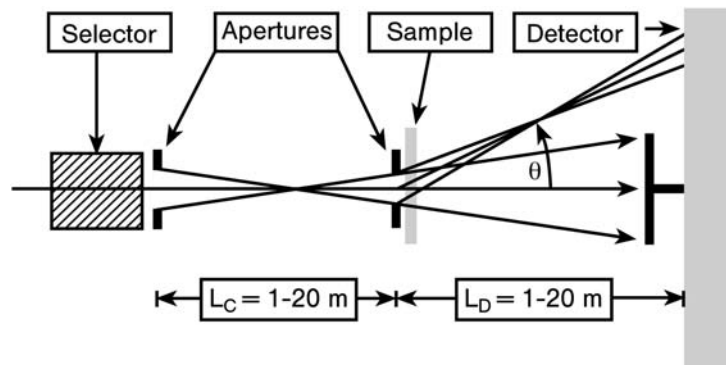 Selector
Apertures
Sample
Detector
θ
L_C = 1-20 m
L_D = 1-20 m